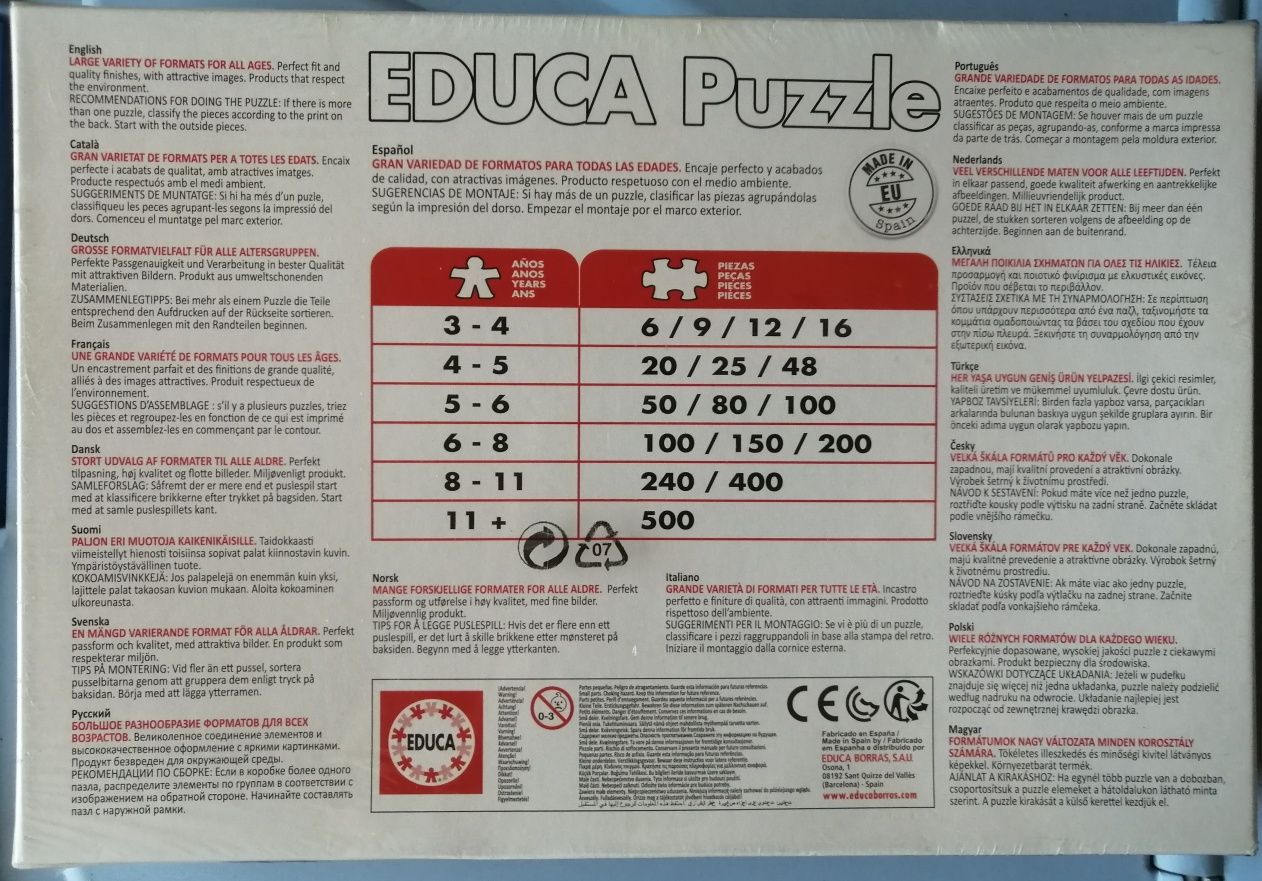 English
LARGE VARIETY OF FORMATS FOR ALL AGES. Perfect fit and
quality finishes, with attractive images. Products that respect
the environment.
RECOMMENDATIONS FOR DOING THE PUZZLE: If there is more
than one puzzle, classify the pieces according to the print on
the back. Start with the outside pieces.
Català
GRAN VARIETAT DE FORMATS PER A TOTES LES EDATS. Encaix
perfecte i acabats de qualitat, amb atractives imatges.
Producte respectuós amb el medi ambient.
SUGGERIMENTS DE MUNTATGE: Si hi ha més d'un puzle,
classifiqueu les peces agrupant-les segons la impressió del
dors. Comenceu el muntatge pel marc exterior.
Deutsch
GROSSE FORMATVIELFALT FÜR ALLE ALTERSGRUPPEN.
Perfekte Passgenauigkeit und Verarbeitung in bester Qualität
mit attraktiven Bildern. Produkt aus umweltschonenden
Materialien.
ZUSAMMENLEGTIPPS: Bei mehr als einem Puzzle die Teile
entsprechend den Aufdrucken auf der Rückseite sortieren.
Beim Zusammenlegen mit den Randteilen beginnen.
Français
UNE GRANDE VARIÉTÉ DE FORMATS POUR TOUS LES ÂGES.
Un encastrement parfait et des finitions de grande qualité,
alliés à des images attractives. Produit respectueux de
l'environnement.
SUGGESTIONS D'ASSEMBLAGE : s'il y a plusieurs puzzles, triez
les pièces et regroupez-les en fonction de ce qui est imprimé
au dos et assemblez-les en commençant par le contour.
Dansk
STORT UDVALG AF FORMATER TIL ALLE ALDRE. Perfekt
tilpasning, høj kvalitet og flotte billeder. Miljøvenligt produkt.
SAMLEFORSLAG: Såfremt der er mere end et puslespil start
med at klassificere brikkerne efter trykket på bagsiden. Start
med at samle puslespillets kant.
Suomi
PALJON ERI MUOTOJA KAIKENIKÄISILLE. Taidokkaasti
viimeistellyt hienosti toisiinsa sopivat palat kiinnostavin kuvin.
Ympäristöystävällinen tuote.
KOKOAMISVINKKEJÄ: Jos palapelejä on enemmän kuin yksi,
lajittele palat takaosan kuvion mukaan. Aloita kokoaminen
ulkoreunasta.
Svenska
EN MÄNGD VARIERANDE FORMAT FÖR ALLA ÅLDRAR. Perfekt
passform och kvalitet, med attraktiva bilder. En produkt som
respekterar miljön.
TIPS PÅ MONTERING: Vid fler än ett pussel, sortera
pusselbitarna genom att gruppera dem enligt tryck på
baksidan. Börja med att lägga ytterramen.
Русский
БОЛЬШОЕ РАЗНООБРАЗИЕ ФОРМАТОВ ДЛЯ ВСЕХ
ВОЗРАСТОВ. Великолепное соединение элементов и
высококачественное оформление с яркими картинками.
Продукт безвреден для окружающей среды.
РЕКОМЕНДАЦИИ ПО СБОРКЕ: Если в коробке более одного
пазла, распределите элементы по группам в соответствии с
изображением на обратной стороне. Начинайте составлять
пазл с наружной рамки.
EDUCA Puzzle
Español
GRAN VARIEDAD DE FORMATOS PARA TODAS LAS EDADES. Encaje perfecto y acabados
de calidad, con atractivas imágenes. Producto respetuoso con el medio ambiente.
SUGERENCIAS DE MONTAJE: Si hay más de un puzzle, clasificar las piezas agrupándolas
según la impresión del dorso. Empezar el montaje por el marco exterior.
MADE IN
EU
Spain
AÑOS
ANOS
YEARS
ANS
PIEZAS
PEÇAS
PIECES
PIÈCES
3 - 4 6 / 9 / 12 / 16
4 - 5 20 / 25 / 48
5 - 6 50 / 80 / 100
6 - 8 100 / 150 / 200
8 - 11 240 / 400
11 + 500
07
Norsk
MANGE FORSKJELLIGE FORMATER FOR ALLE ALDRE. Perfekt
passform og utførelse i høy kvalitet, med fine bilder.
Miljøvennlig produkt.
TIPS FOR Å LEGGE PUSLESPILL: Hvis det er flere enn ett
puslespill, er det lurt å skille brikkene etter mønsteret på
baksiden. Begynn med å legge ytterkanten.
Italiano
GRANDE VARIETÀ DI FORMATI PER TUTTE LE ETÀ. Incastro
perfetto e finiture di qualità, con attraenti immagini. Prodotto
rispettoso dell'ambiente.
SUGGERIMENTI PER IL MONTAGGIO: Se vi è più di un puzzle,
classificare i pezzi raggruppandoli in base alla stampa del retro.
Iniziare il montaggio dalla cornice esterna.
4
EDUCA
0-3
CE
Fabricado en España /
Made in Spain by / Fabricado
em Espanha e distribuido por
EDUCA BORRAS, S.A.U.
Osona, 1
08192 Sant Quirze del Vallès
(Barcelona) - Spain
www.educaborras.com
Português
GRANDE VARIEDADE DE FORMATOS PARA TODAS AS IDADES.
Encaixe perfeito e acabamentos de qualidade, com imagens
atraentes. Produto que respeita o meio ambiente.
SUGESTÕES DE MONTAGEM: Se houver mais de um puzzle
classificar as peças, agrupando-as, conforme a marca impressa
da parte de trás. Começar a montagem pela moldura exterior.
Nederlands
VEEL VERSCHILLENDE MATEN VOOR ALLE LEEFTIJDEN. Perfekt
in elkaar passend, goede kwaliteit afwerking en aantrekkelijke
afbeeldingen. Millieuvriendelijk product.
GOEDE RAAD BIJ HET IN ELKAAR ZETTEN: Bij meer dan één
puzzel, de stukken sorteren volgens de afbeelding op de
achterzijde. Beginnen aan de buitenrand.
Ελληνικά
ΜΕΓΑΛΗ ΠΟΙΚΙΛΙΑ ΣΧΗΜΑΤΩΝ ΓΙΑ ΟΛΕΣ ΤΙΣ ΗΛΙΚΙΕΣ. Τέλεια
προσαρμογή και ποιοτικό φινίρισμα με ελκυστικές εικόνες.
Προϊόν που σέβεται το περιβάλλον.
ΣΥΣΤΑΣΕΙΣ ΣΧΕΤΙΚΑ ΜΕ ΤΗ ΣΥΝΑΡΜΟΛΟΓΗΣΗ: Σε περίπτωση
όπου υπάρχουν περισσότερα από ένα παζλ, ταξινομήστε τα
κομμάτια ομαδοποιώντας τα βάσει του σχεδίου που έχουν
στην πίσω πλευρά. Ξεκινήστε τη συναρμολόγηση από την
εξωτερική εικόνα.
Türkçe
HER YAŞA UYGUN GENİŞ ÜRÜN YELPAZESİ. İlgi çekici resimler,
kaliteli üretim ve mükemmel uyumluluk. Çevre dostu ürün.
YAPBOZ TAVSİYELERİ: Birden fazla yapboz varsa, parçacıkları
arkalarında bulunan baskıya uygun şekilde gruplara ayırın. Bir
önceki adıma uygun olarak yapbozu yapın.
Česky
VELKÁ ŠKÁLA FORMÁTŮ PRO KAŽDÝ VĚK. Dokonale
zapadnou, mají kvalitní provedení a atraktivní obrázky.
Výrobek šetrný k životnímu prostředí.
NÁVOD K SESTAVENÍ: Pokud máte více než jedno puzzle,
roztřiďte kousky podle výtisku na zadní straně. Začněte skládat
podle vnějšího rámečku.
Slovensky
VEĽKÁ ŠKÁLA FORMÁTOV PRE KAŽDÝ VEK. Dokonale zapadnú,
majú kvalitné prevedenie a atraktívne obrázky. Výrobok šetrný
k životnému prostrediu.
NÁVOD NA ZOSTAVENIE: Ak máte viac ako jedny puzzle,
roztrieďte kúsky podľa výtlačku na zadnej strane. Začnite
skladať podľa vonkajšieho rámčeka.
Polski
WIELE RÓŻNYCH FORMATÓW DLA KAŻDEGO WIEKU.
Perfekcyjnie dopasowane, wysokiej jakości puzzle z ciekawymi
obrazkami. Produkt bezpieczny dla środowiska.
WSKAZÓWKI DOTYCZĄCE UKŁADANIA: Jeżeli w pudełku
znajduje się więcej niż jedna układanka, puzzle należy podzielić
według nadruku na odwrocie. Układanie najlepiej jest
rozpocząć od zewnętrznej krawędzi obrazka.
Magyar
FORMÁTUMOK NAGY VÁLTOZATA MINDEN KOROSZTÁLY
SZÁMÁRA. Tökéletes illeszkedés és minőségi kivitel látványos
képekkel. Környezetbarát termék.
AJÁNLAT A KIRAKÁSHOZ: Ha egynél több puzzle van a dobozban,
csoportosítsuk a puzzle elemeket a hátoldalukon látható minta
szerint. A puzzle kirakását a külső kerettel kezdjük el.